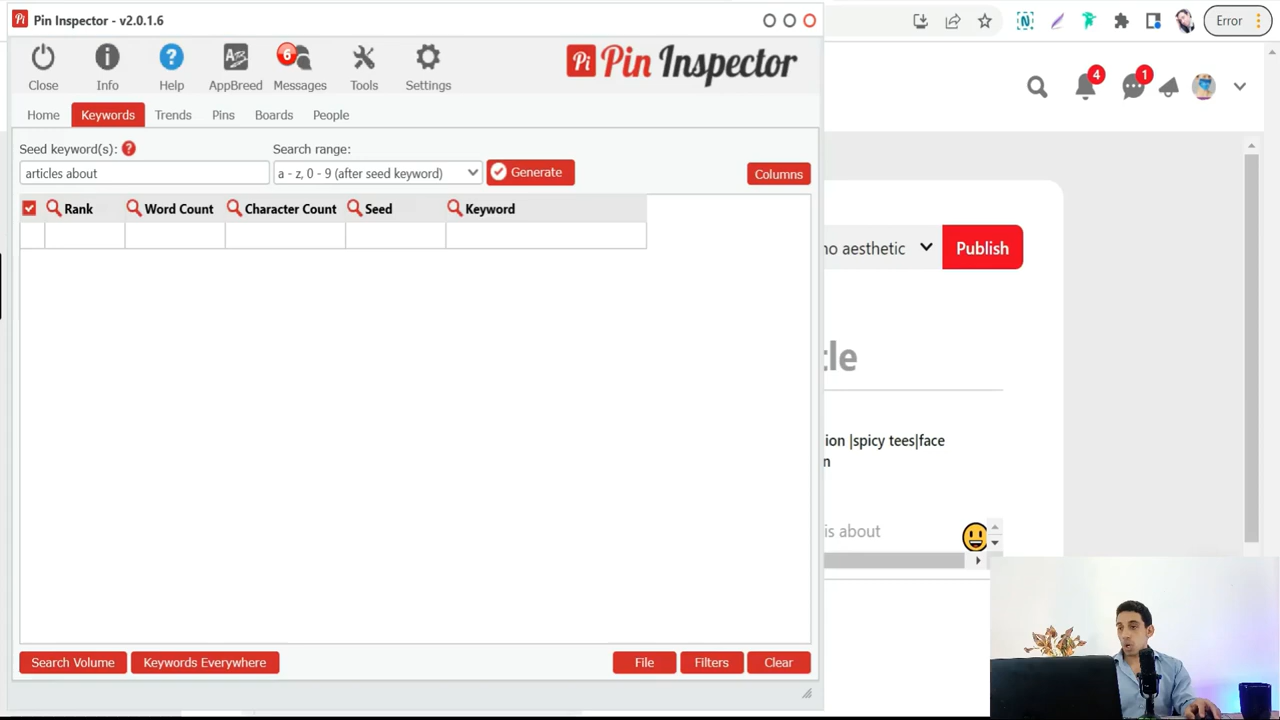 Pin Inspector - v2.0.1.6
Error
Close
Info
Help
AppBreed
6
Messages
Tools
Settings
Pi Pin Inspector
4
1
Home
Keywords
Trends
Pins
Boards
People
Seed keyword(s):
Search range:
articles about
a - z, 0 - 9 (after seed keyword)
Generate
Columns
Rank
Word Count
Character Count
Seed
Keyword
no aesthetic
Publish
tle
ion |spicy tees|face
n
is about
Search Volume
Keywords Everywhere
File
Filters
Clear